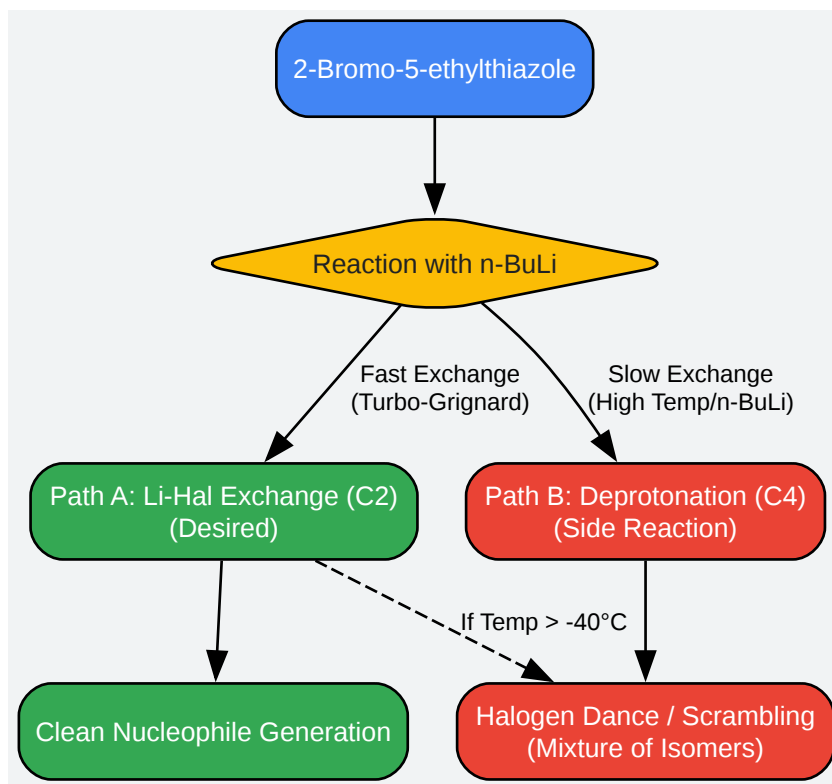 2-Bromo-5-ethylthiazole
Reaction with n-BuLi
Fast Exchange
(Turbo-Grignard)
Slow Exchange
(High Temp/n-BuLi)
Path A: Li-Hal Exchange (C2)
(Desired)
Path B: Deprotonation (C4)
(Side Reaction)
If Temp > -40°C
Clean Nucleophile Generation
Halogen Dance / Scrambling
(Mixture of Isomers)